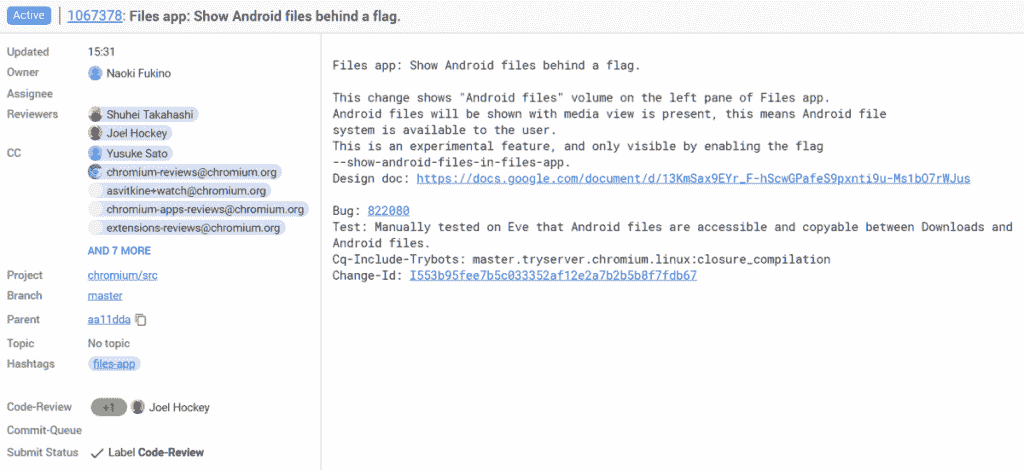 Active 1067378: Files app: Show Android files behind a flag.
Updated 15:31
Owner Naoki Fukino
Assignee
Reviewers Shuhei Takahashi
Joel Hockey
CC Yusuke Sato
chromium-reviews@chromium.org
asvitkine+watch@chromium.org
chromium-apps-reviews@chromium.org
extensions-reviews@chromium.org
AND 7 MORE
Project chromium/src
Branch master
Parent aa11dda
Topic No topic
Hashtags files-app
Code-Review +1 Joel Hockey
Commit-Queue
Submit Status Label Code-Review
Files app: Show Android files behind a flag.
This change shows "Android files" volume on the left pane of Files app.
Android files will be shown with media view is present, this means Android file
system is available to the user.
This is an experimental feature, and only visible by enabling the flag
--show-android-files-in-files-app.
Design doc: https://docs.google.com/document/d/13KmSax9EYr_F-hScwGPafeS9pxnti9u-Ms1bO7rWJus
Bug: 822080
Test: Manually tested on Eve that Android files are accessible and copyable between Downloads and
Android files.
Cq-Include-Trybots: master.tryserver.chromium.linux:closure_compilation
Change-Id: I553b95fee7b5c033352af12e2a7b2b5b8f7fdb67